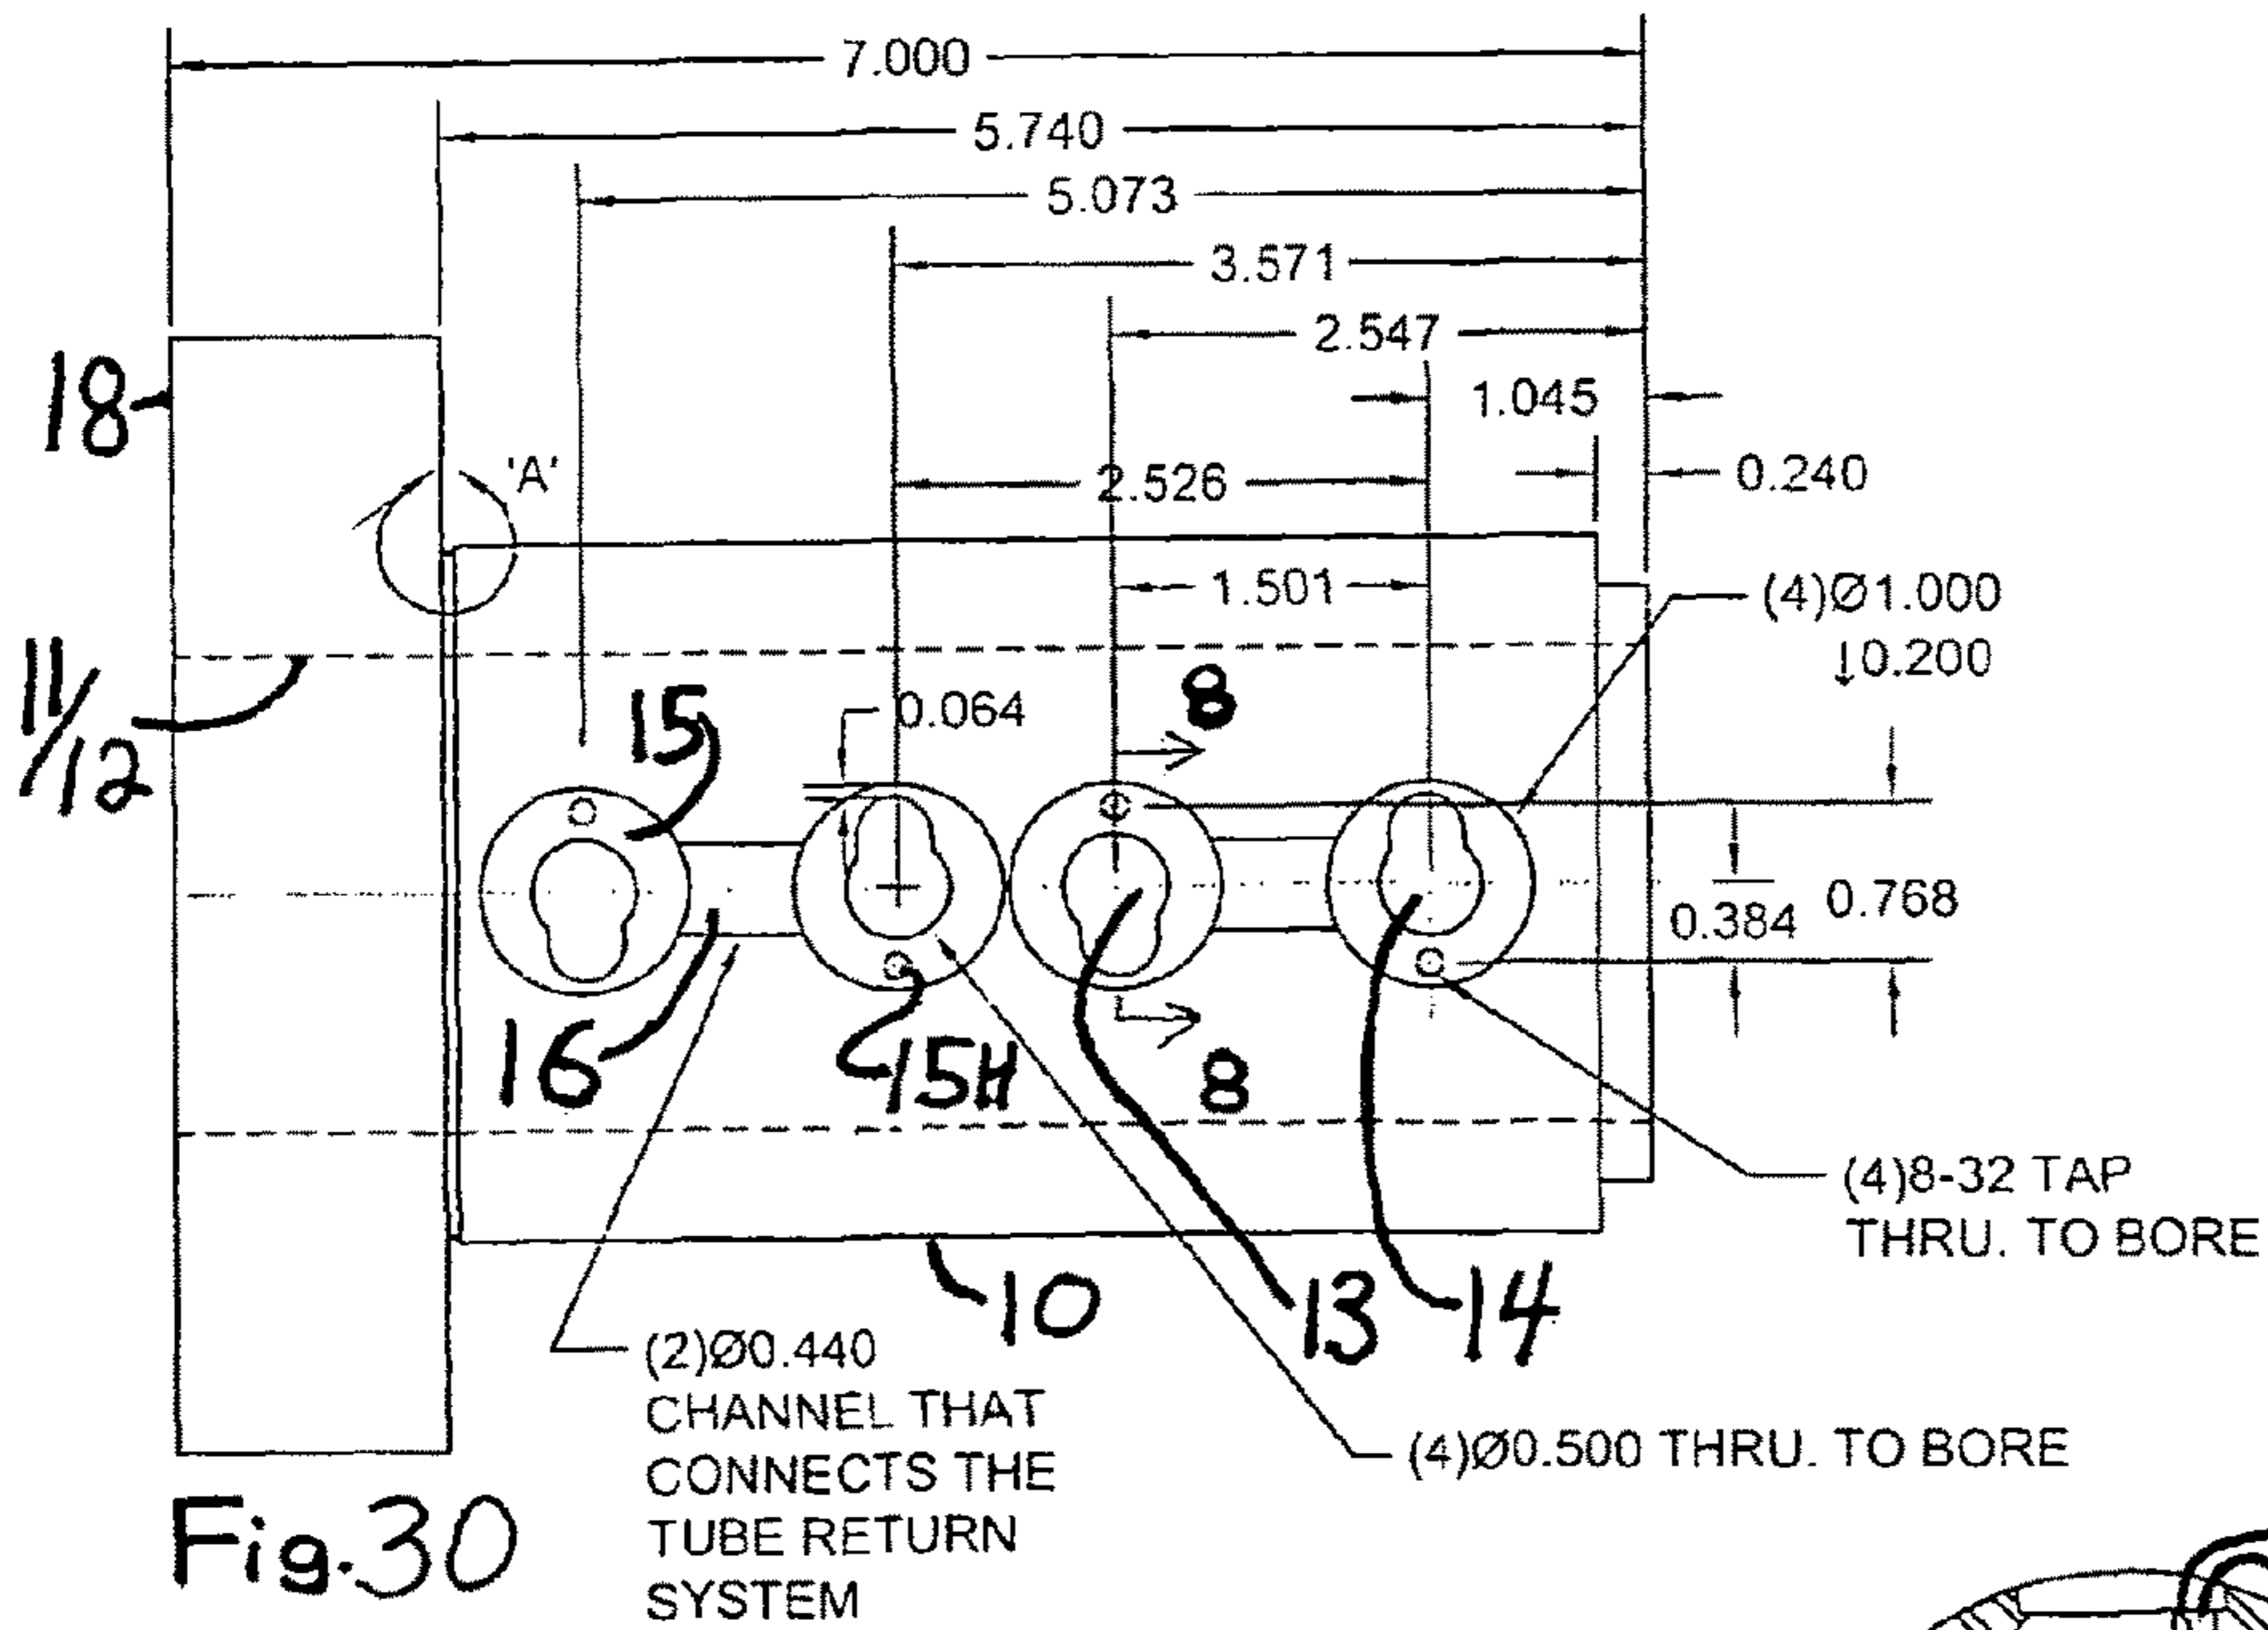 7.000
5.740
5.073
3.571
2.547
1.045
18
'A'
2.526
0.240
1.501
(4)Ø1.000
↓0.200
11/12
15
0.064
8
0.384
0.768
16
15H
8
(4)8-32 TAP
THRU. TO BORE
10
13
14
(2)Ø0.440
CHANNEL THAT
CONNECTS THE
TUBE RETURN
SYSTEM
(4)Ø0.500 THRU. TO BORE
Fig.30